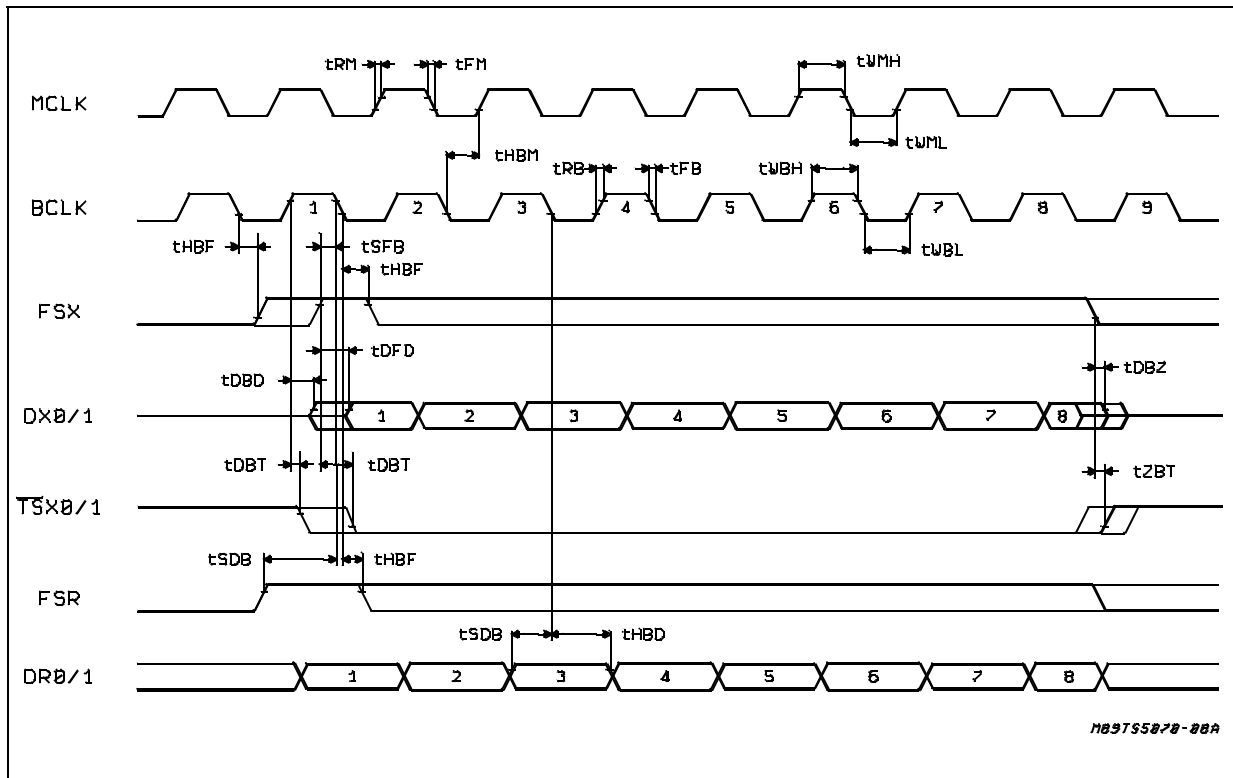 tRM tFM tWMH
MCLK
tHBM tWML
tRB tFB tWBH
BCLK 1 2 3 4 5 6 7 8 9
tHBF tSFB tWBL
tHBF
FSX
tDFD
tDBD tDBZ
DX0/1 1 2 3 4 5 6 7 8
tDBT tDBT tZBT
TSX0/1
tSDB tHBF
FSR
tSDB tHBD
DR0/1 1 2 3 4 5 6 7 8
M89TS5070-08A